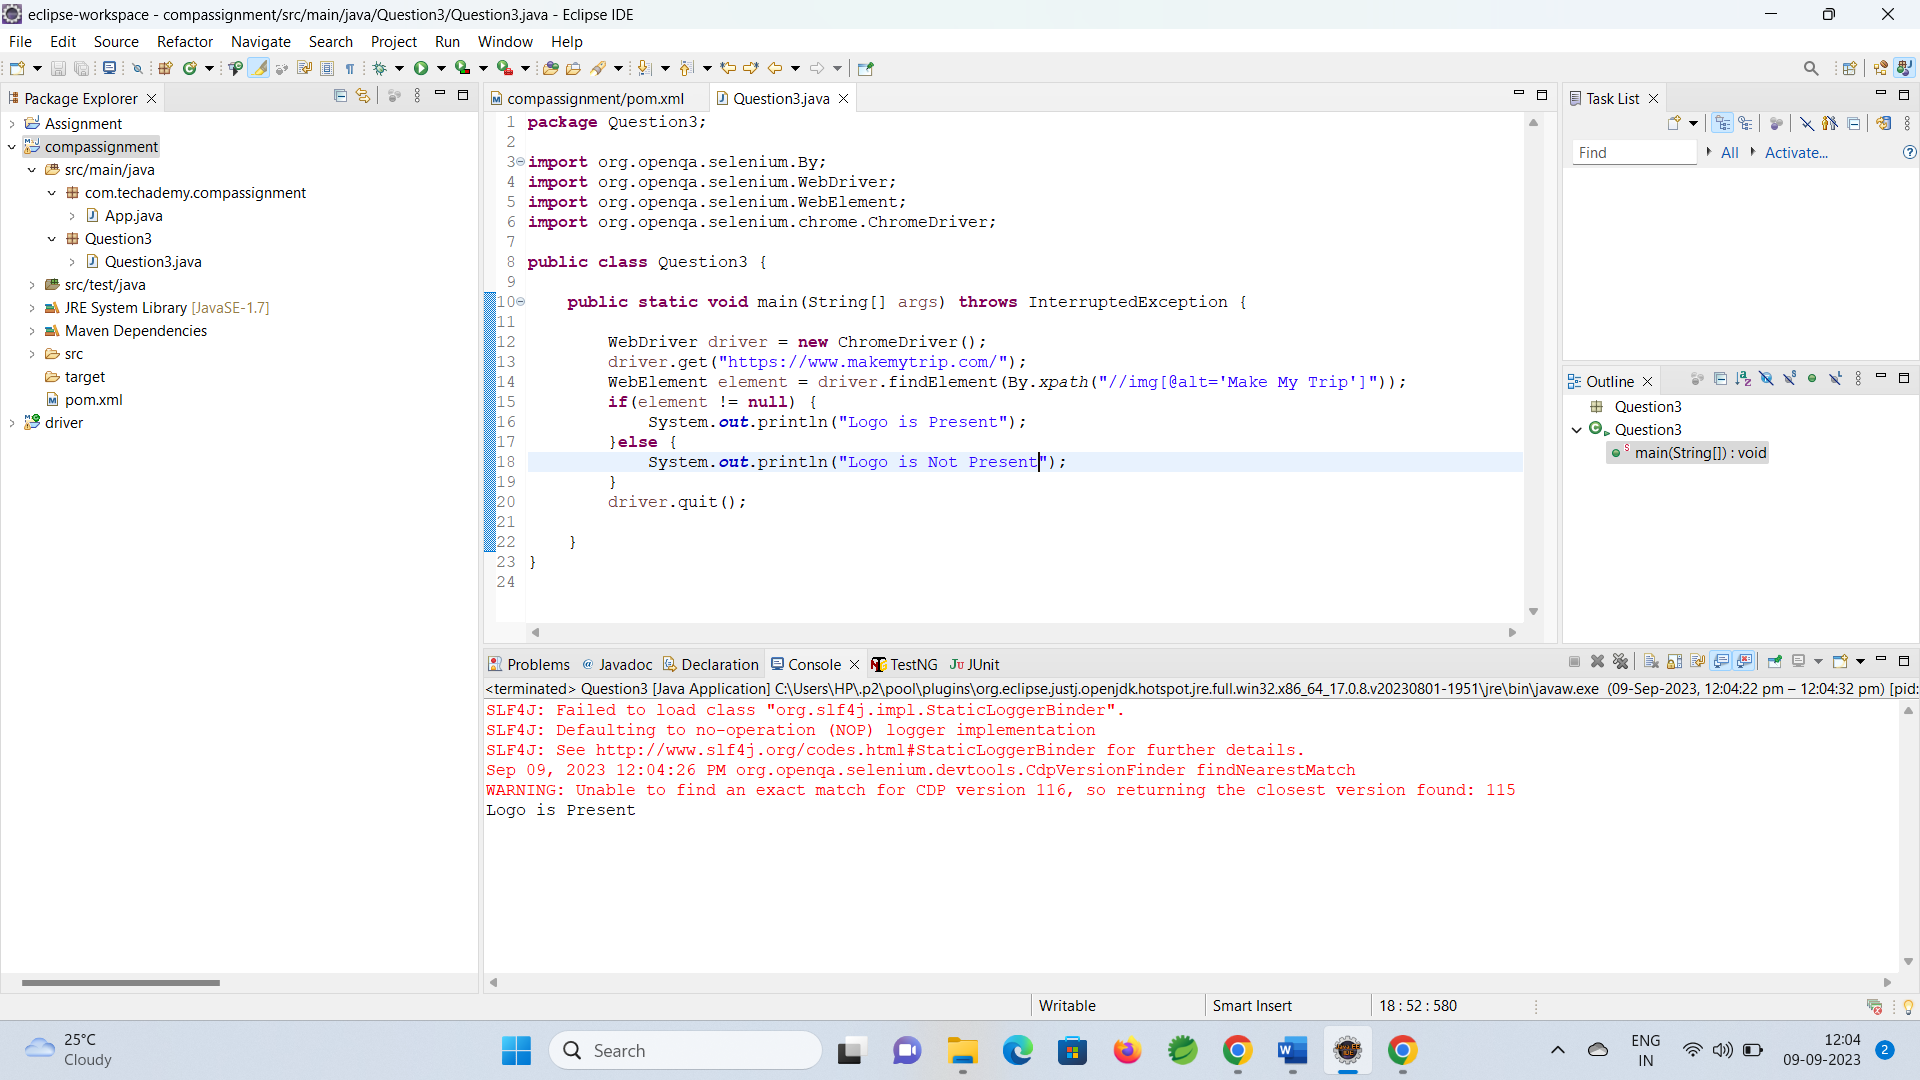 eclipse-workspace - compassignment/src/main/java/Question3/Question3.java - Eclipse IDE
File Edit Source Refactor Navigate Search Project Run Window Help
Package Explorer
Assignment
compassignment
src/main/java
com.techademy.compassignment
App.java
Question3
Question3.java
src/test/java
JRE System Library [JavaSE-1.7]
Maven Dependencies
src
target
pom.xml
driver
compassignment/pom.xml Question3.java
1 package Question3;
2
3 import org.openqa.selenium.By;
4 import org.openqa.selenium.WebDriver;
5 import org.openqa.selenium.WebElement;
6 import org.openqa.selenium.chrome.ChromeDriver;
7
8 public class Question3 {
9
10 public static void main(String[] args) throws InterruptedException {
11
12 WebDriver driver = new ChromeDriver();
13 driver.get("https://www.makemytrip.com/");
14 WebElement element = driver.findElement(By.xpath("//img[@alt='Make My Trip']"));
15 if(element != null) {
16 System.out.println("Logo is Present");
17 }else {
18 System.out.println("Logo is Not Present");
19 }
20 driver.quit();
21
22 }
23 }
24
Task List
Find All Activate...
Outline
Question3
Question3
main(String[]) : void
Problems Javadoc Declaration Console TestNG JUnit
<terminated> Question3 [Java Application] C:\Users\HP\.p2\pool\plugins\org.eclipse.justj.openjdk.hotspot.jre.full.win32.x86_64_17.0.8.v20230801-1951\jre\bin\javaw.exe (09-Sep-2023, 12:04:22 pm – 12:04:32 pm) [pid:
SLF4J: Failed to load class "org.slf4j.impl.StaticLoggerBinder".
SLF4J: Defaulting to no-operation (NOP) logger implementation
SLF4J: See http://www.slf4j.org/codes.html#StaticLoggerBinder for further details.
Sep 09, 2023 12:04:26 PM org.openqa.selenium.devtools.CdpVersionFinder findNearestMatch
WARNING: Unable to find an exact match for CDP version 116, so returning the closest version found: 115
Logo is Present
Writable Smart Insert 18 : 52 : 580
25°C
Cloudy
Search
ENG
IN
12:04
09-09-2023
2